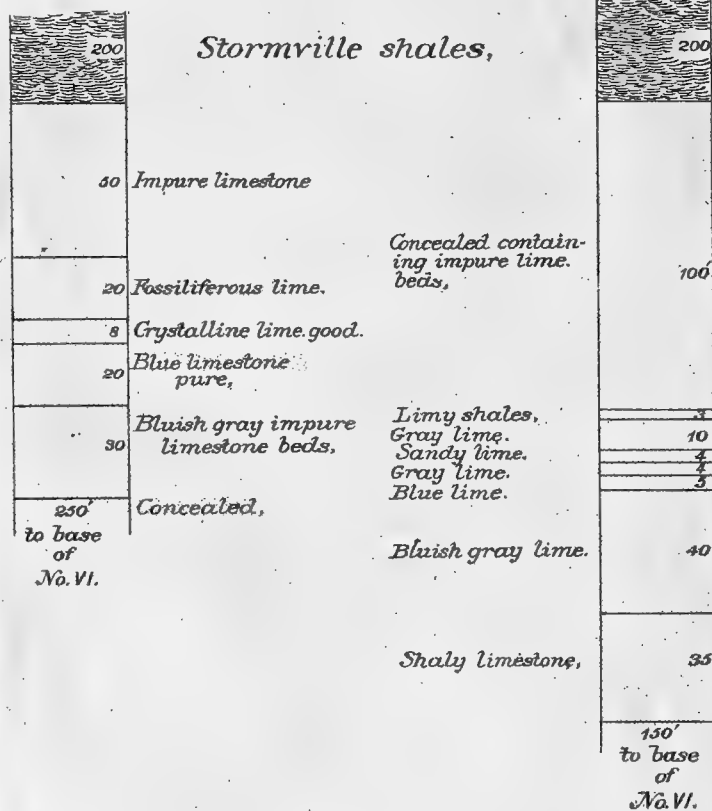 Stormville shales,
200
50 Impure limestone
20 Fossiliferous lime.
8 Crystalline lime. good.
20 Blue limestone
pure,
30 Bluish gray impure
limestone beds,
250' Concealed,
to base
of
No. VI.
200
Concealed contain-
ing impure lime.
beds, 100'
Limy shales, 3
Gray lime. 10
Sandy lime. 4
Gray lime. 4
Blue lime. 5
Bluish gray lime. 40
Shaly limestone, 35
150'
to base
of
No. VI.